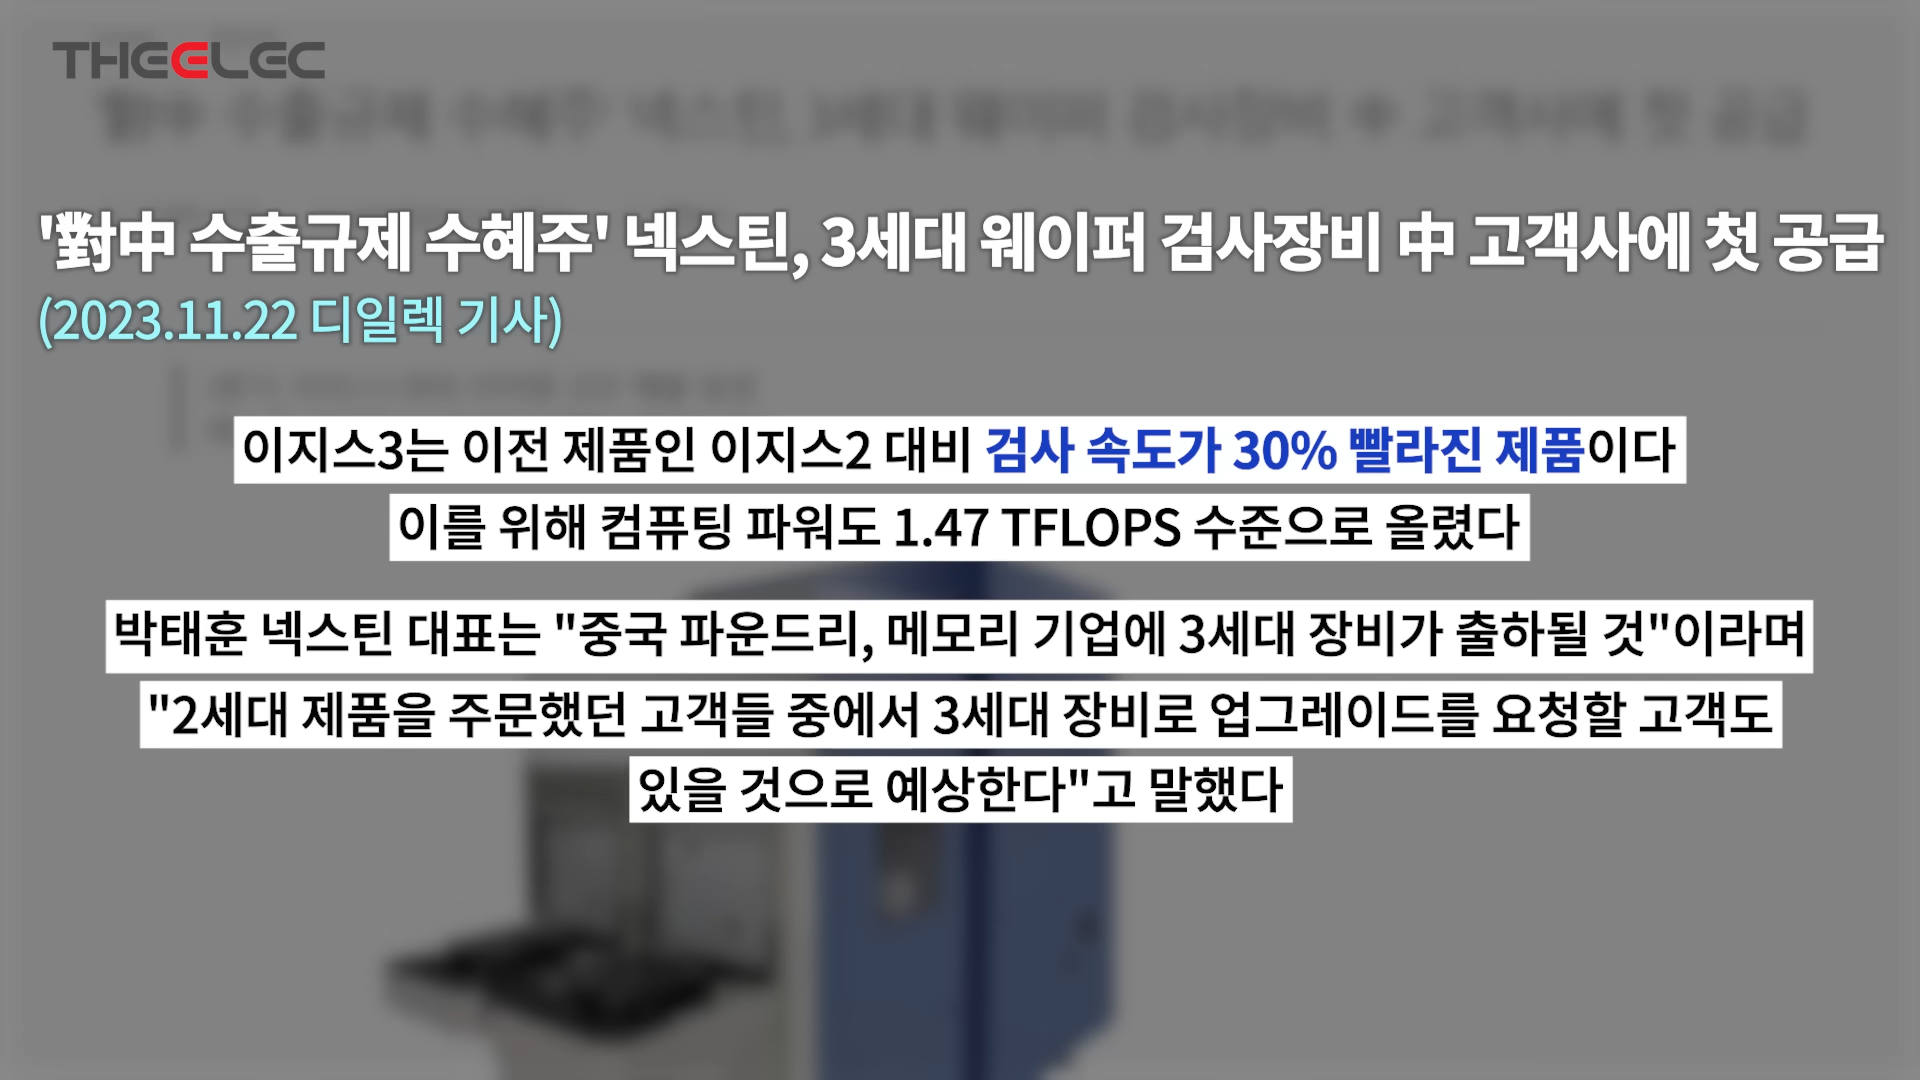 THEELEC
'對中 수출규제 수혜주' 넥스틴, 3세대 웨이퍼 검사장비 中 고객사에 첫 공급
(2023.11.22 디일렉 기사)
이지스3는 이전 제품인 이지스2 대비 검사 속도가 30% 빨라진 제품이다
이를 위해 컴퓨팅 파워도 1.47 TFLOPS 수준으로 올렸다
박태훈 넥스틴 대표는 "중국 파운드리, 메모리 기업에 3세대 장비가 출하될 것"이라며
"2세대 제품을 주문했던 고객들 중에서 3세대 장비로 업그레이드를 요청할 고객도
있을 것으로 예상한다"고 말했다